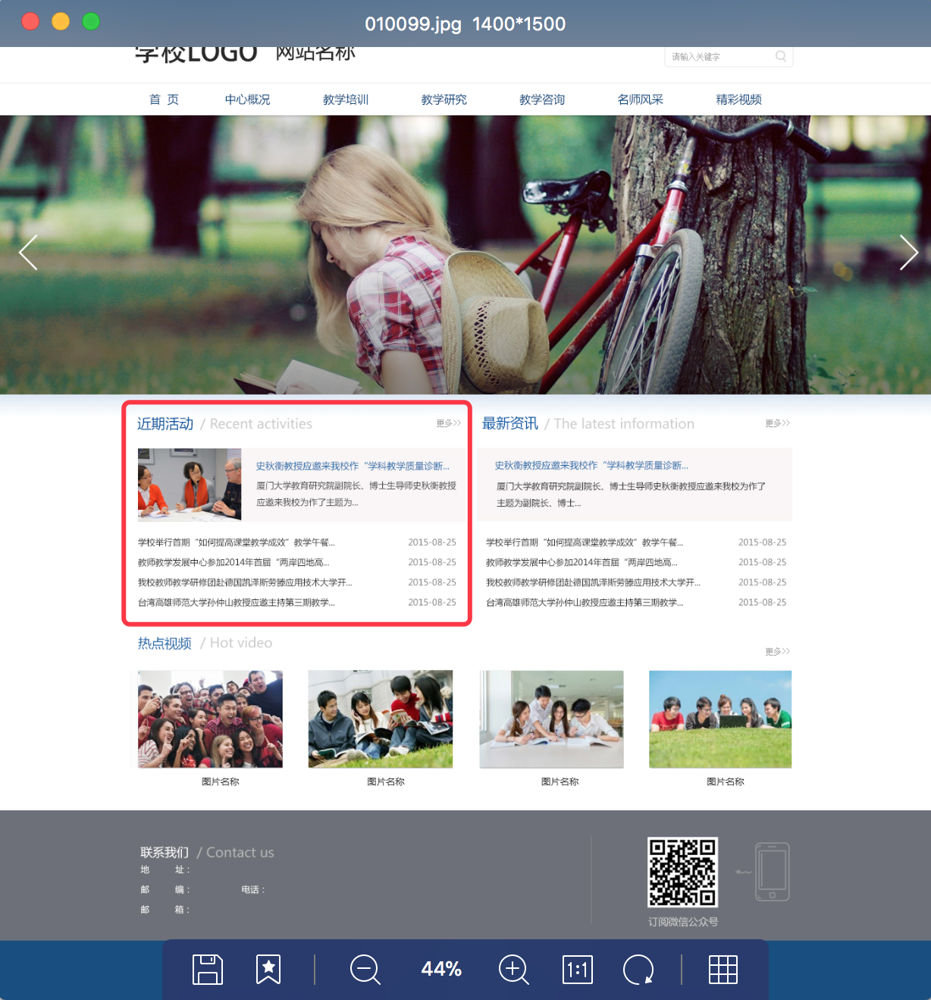 010099.jpg 1400*1500
学校LOGO 网站名称
请输入关键字
首 页 中心概况 教学培训 教学研究 教学咨询 名师风采 精彩视频
近期活动 / Recent activities 更多>>
史秋衡教授应邀来我校作“学科教学质量诊断...
厦门大学教育研究院副院长、博士生导师史秋衡教授
应邀来我校为作了主题为...
学校举行首期“如何提高课堂教学成效”教学午餐... 2015-08-25
教师教学发展中心参加2014年首届“两岸四地高... 2015-08-25
我校教师教学研修团赴德国凯泽斯劳滕应用技术大学开... 2015-08-25
台湾高雄师范大学孙仲山教授应邀主持第三期教学... 2015-08-25
最新资讯 / The latest information 更多>>
史秋衡教授应邀来我校作“学科教学质量诊断...
厦门大学教育研究院副院长、博士生导师史秋衡教授应邀来我校为作了
主题为副院长、博士...
学校举行首期“如何提高课堂教学成效”教学午餐... 2015-08-25
教师教学发展中心参加2014年首届“两岸四地高... 2015-08-25
我校教师教学研修团赴德国凯泽斯劳滕应用技术大学开... 2015-08-25
台湾高雄师范大学孙仲山教授应邀主持第三期教学... 2015-08-25
热点视频 / Hot video 更多>>
图片名称 图片名称 图片名称 图片名称
联系我们 / Contact us
地 址：
邮 编： 电话：
邮 箱：
订阅微信公众号
44% 1:1